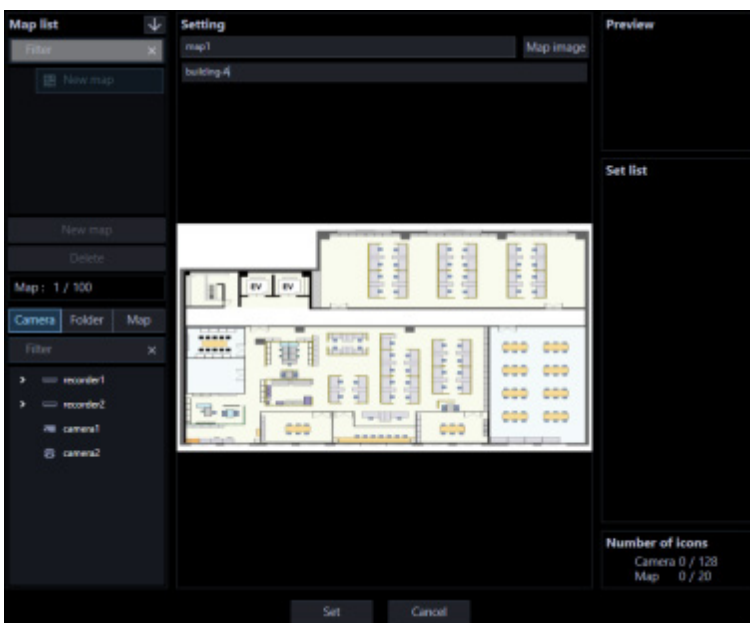 Map list
Filter
×
New map
New map
Delete
Map : 1 / 100
Camera Folder Map
Filter
×
recorder1
recorder2
camera1
camera2
Setting
map1
Map image
building-A
EV EV
Set Cancel
Preview
Set list
Number of icons
Camera 0 / 128
Map 0 / 20